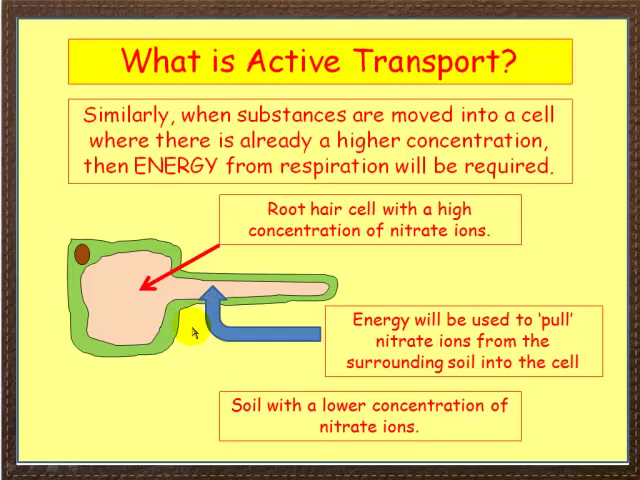 What is Active Transport?
Similarly, when substances are moved into a cell
where there is already a higher concentration,
then ENERGY from respiration will be required.
Root hair cell with a high
concentration of nitrate ions.
Energy will be used to ‘pull’
nitrate ions from the
surrounding soil into the cell
Soil with a lower concentration of
nitrate ions.